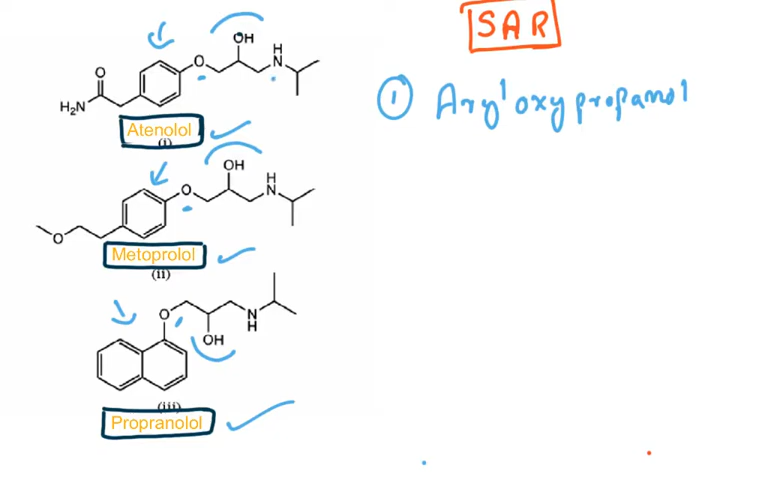 SAR
OH
O
H
N
O
H₂N
Atenolol
(i)
① Aryloxypropanol
OH
O
H
N
O
Metoprolol
(ii)
O
N
H
OH
(iii)
Propranolol